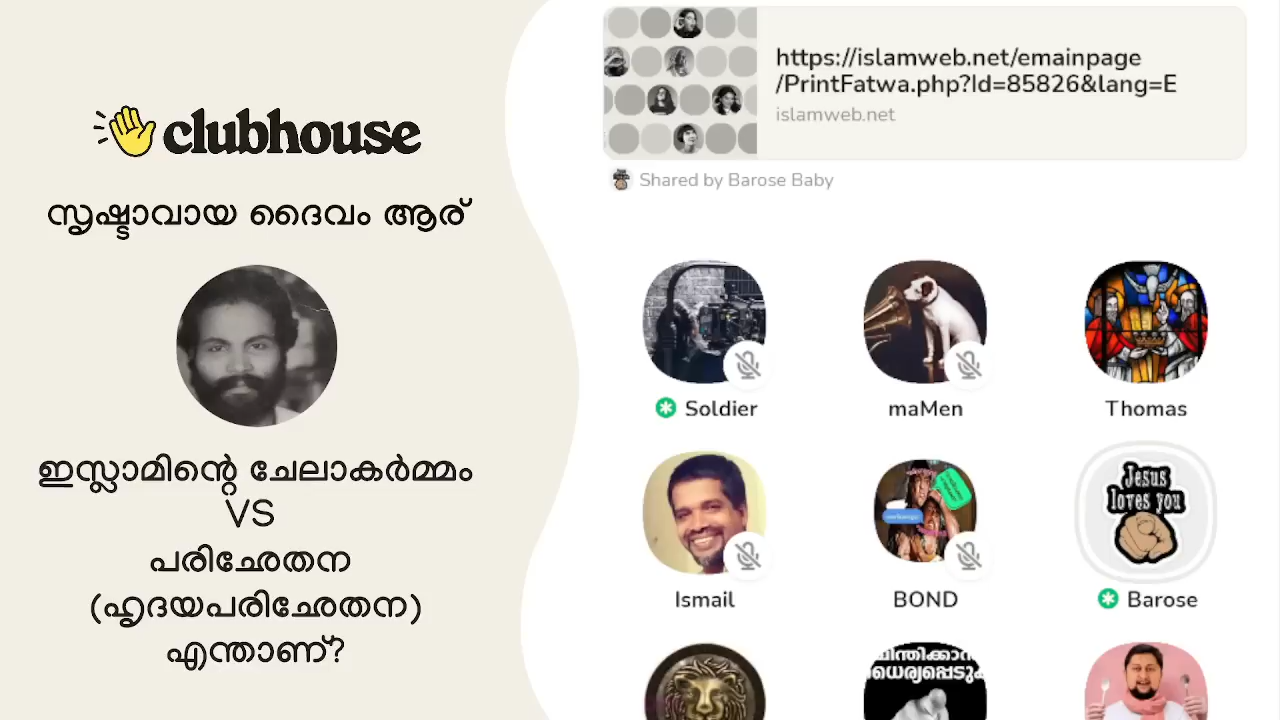 clubhouse
സൃഷ്ടാവായ ദൈവം ആര്
ഇസ്ലാമിന്റെ ചേലാകർമ്മം
VS
പരിഛേതന
(ഹൃദയപരിഛേതന)
എന്താണ്?
https://islamweb.net/emainpage
/PrintFatwa.php?Id=85826&lang=E
islamweb.net
Shared by Barose Baby
Soldier
maMen
Thomas
Jesus
loves you
Ismail
BOND
Barose